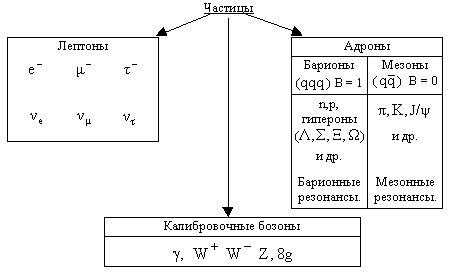 Частицы
Лептоны
e⁻ μ⁻ τ⁻
νe νμ ντ
Адроны
Барионы
(qqq) B = 1
n,p,
гипероны
(Λ,Σ,Ξ,Ω)
и др.
Барионные
резонансы.
Мезоны
(qq̅) B = 0
π, K, J/ψ
и др.
Мезонные
резонансы.
Калибровочные бозоны
γ, W⁺ W⁻ Z, 8g